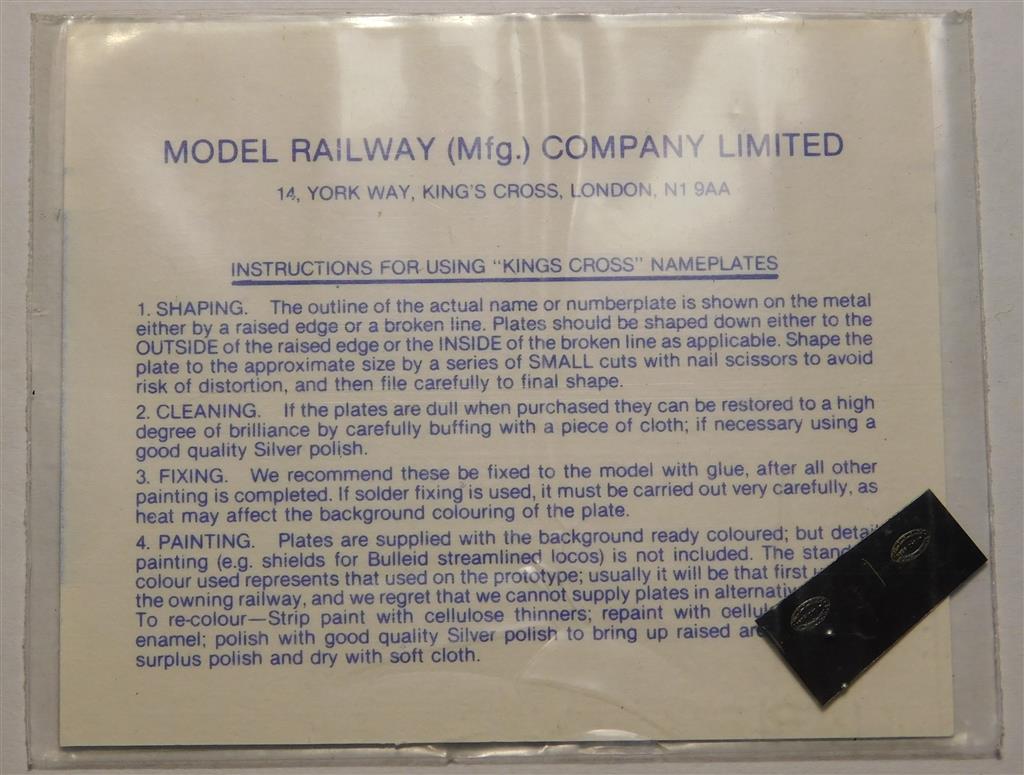 MODEL RAILWAY (Mfg.) COMPANY LIMITED
14, YORK WAY, KING'S CROSS, LONDON, N1 9AA
INSTRUCTIONS FOR USING "KINGS CROSS" NAMEPLATES
1. SHAPING. The outline of the actual name or numberplate is shown on the metal
either by a raised edge or a broken line. Plates should be shaped down either to the
OUTSIDE of the raised edge or the INSIDE of the broken line as applicable. Shape the
plate to the approximate size by a series of SMALL cuts with nail scissors to avoid
risk of distortion, and then file carefully to final shape.
2. CLEANING. If the plates are dull when purchased they can be restored to a high
degree of brilliance by carefully buffing with a piece of cloth; if necessary using a
good quality Silver polish.
3. FIXING. We recommend these be fixed to the model with glue, after all other
painting is completed. If solder fixing is used, it must be carried out very carefully, as
heat may affect the background colouring of the plate.
4. PAINTING. Plates are supplied with the background ready coloured; but detail
painting (e.g. shields for Bulleid streamlined locos) is not included. The
colour used represents that used on the prototype; usually it will be that first
the owning railway, and we regret that we cannot supply plates in
To re-colour—Strip paint with cellulose thinners; repaint with
enamel; polish with good quality Silver polish to bring up raised
surplus polish and dry with soft cloth.